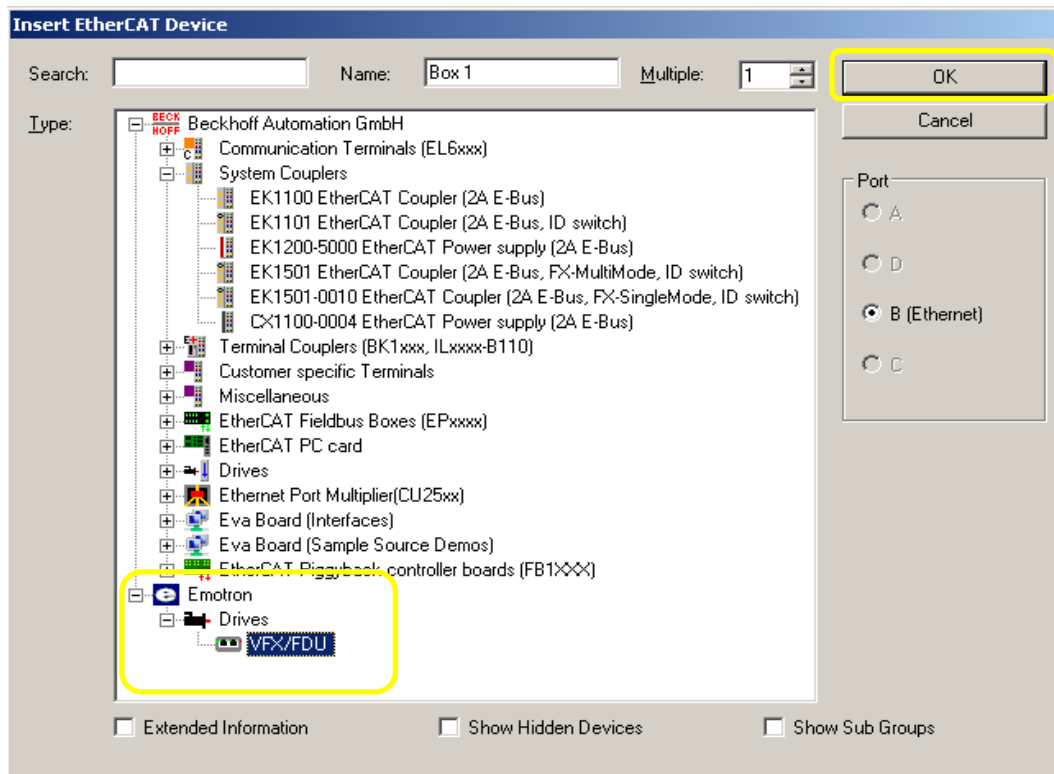 Insert EtherCAT Device
Search: Name: Box 1 Multiple: 1 OK
Type: Cancel
BECK HOFF Beckhoff Automation GmbH
Communication Terminals (EL6xxx)
System Couplers
EK1100 EtherCAT Coupler (2A E-Bus)
EK1101 EtherCAT Coupler (2A E-Bus, ID switch)
EK1200-5000 EtherCAT Power supply (2A E-Bus)
EK1501 EtherCAT Coupler (2A E-Bus, FX-MultiMode, ID switch)
EK1501-0010 EtherCAT Coupler (2A E-Bus, FX-SingleMode, ID switch)
CX1100-0004 EtherCAT Power supply (2A E-Bus)
Terminal Couplers (BK1xxx, ILxxxx-B110)
Customer specific Terminals
Miscellaneous
EtherCAT Fieldbus Boxes (EPxxxx)
EtherCAT PC card
Drives
Ethernet Port Multiplier(CU25xx)
Eva Board (Interfaces)
Eva Board (Sample Source Demos)
EtherCAT Piggyback controller boards (FB1XXX)
Emotron
Drives
VFX/FDU
Port
A
D
B (Ethernet)
C
Extended Information Show Hidden Devices Show Sub Groups